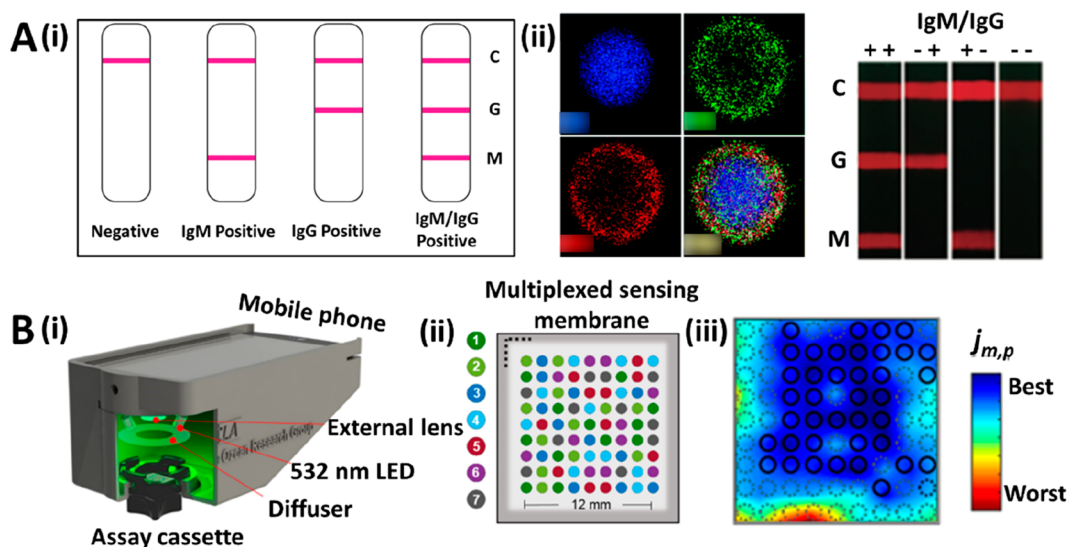 A (i)
C
G
M
Negative
IgM Positive
IgG Positive
IgM/IgG
Positive
(ii)
IgM/IgG
+ +
- +
+ -
- -
C
G
M
B (i)
Mobile phone
External lens
532 nm LED
Diffuser
Assay cassette
(ii)
Multiplexed sensing
membrane
1
2
3
4
5
6
7
12 mm
(iii)
jm,p
Best
Worst